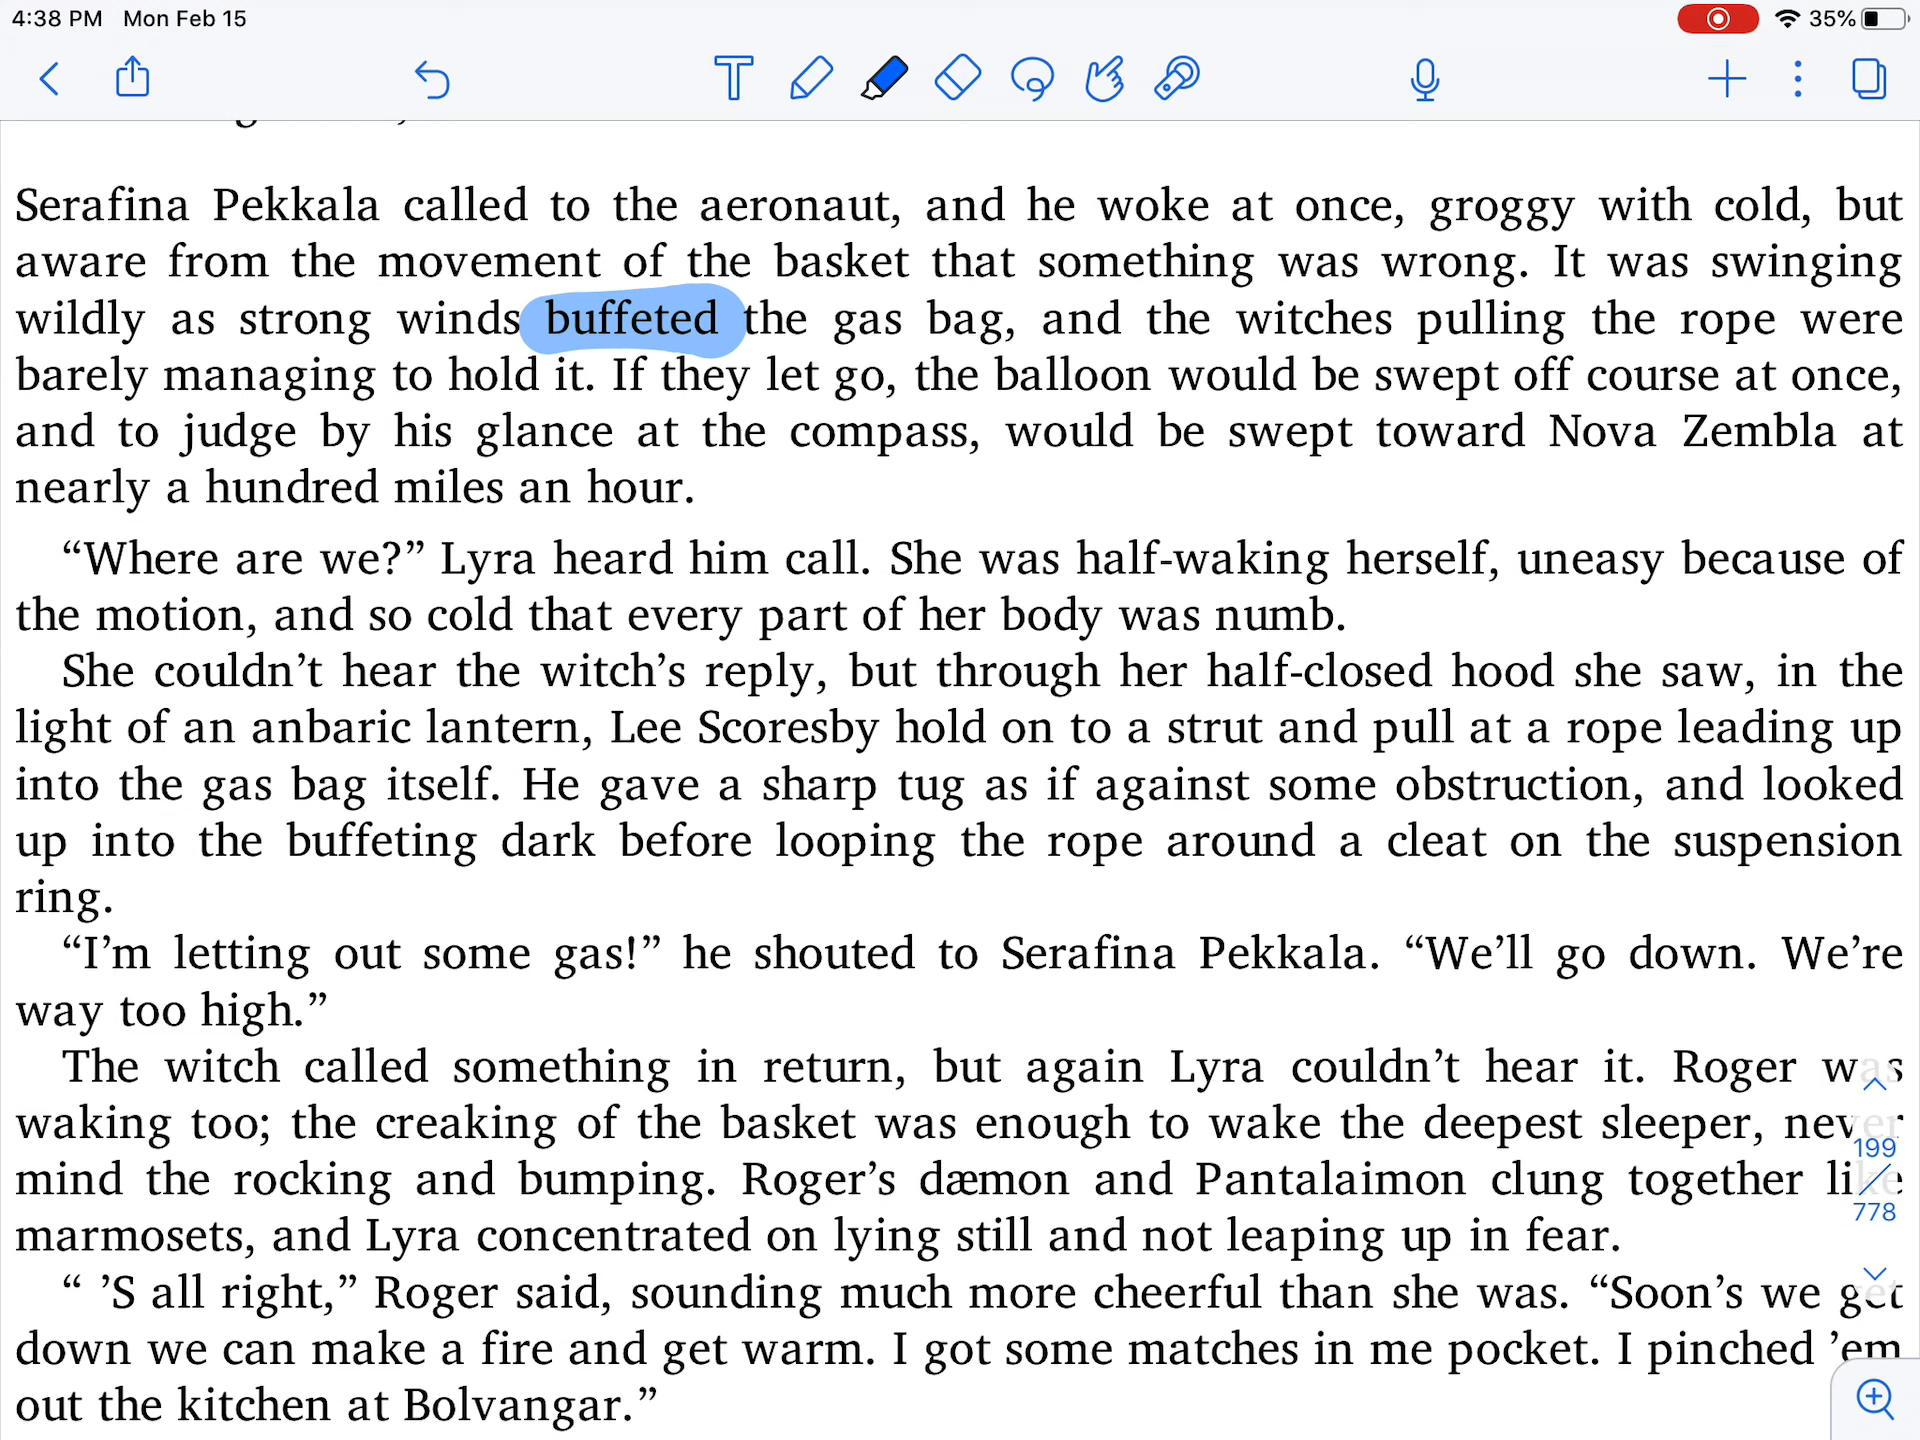 4:38 PM Mon Feb 15
35%
Serafina Pekkala called to the aeronaut, and he woke at once, groggy with cold, but
aware from the movement of the basket that something was wrong. It was swinging
wildly as strong winds buffeted the gas bag, and the witches pulling the rope were
barely managing to hold it. If they let go, the balloon would be swept off course at once,
and to judge by his glance at the compass, would be swept toward Nova Zembla at
nearly a hundred miles an hour.
“Where are we?” Lyra heard him call. She was half-waking herself, uneasy because of
the motion, and so cold that every part of her body was numb.
She couldn’t hear the witch’s reply, but through her half-closed hood she saw, in the
light of an anbaric lantern, Lee Scoresby hold on to a strut and pull at a rope leading up
into the gas bag itself. He gave a sharp tug as if against some obstruction, and looked
up into the buffeting dark before looping the rope around a cleat on the suspension
ring.
“I’m letting out some gas!” he shouted to Serafina Pekkala. “We’ll go down. We’re
way too high.”
The witch called something in return, but again Lyra couldn’t hear it. Roger was
waking too; the creaking of the basket was enough to wake the deepest sleeper, never
mind the rocking and bumping. Roger’s dæmon and Pantalaimon clung together like
marmosets, and Lyra concentrated on lying still and not leaping up in fear.
“ ’S all right,” Roger said, sounding much more cheerful than she was. “Soon’s we get
down we can make a fire and get warm. I got some matches in me pocket. I pinched ’em
out the kitchen at Bolvangar.”
199
778